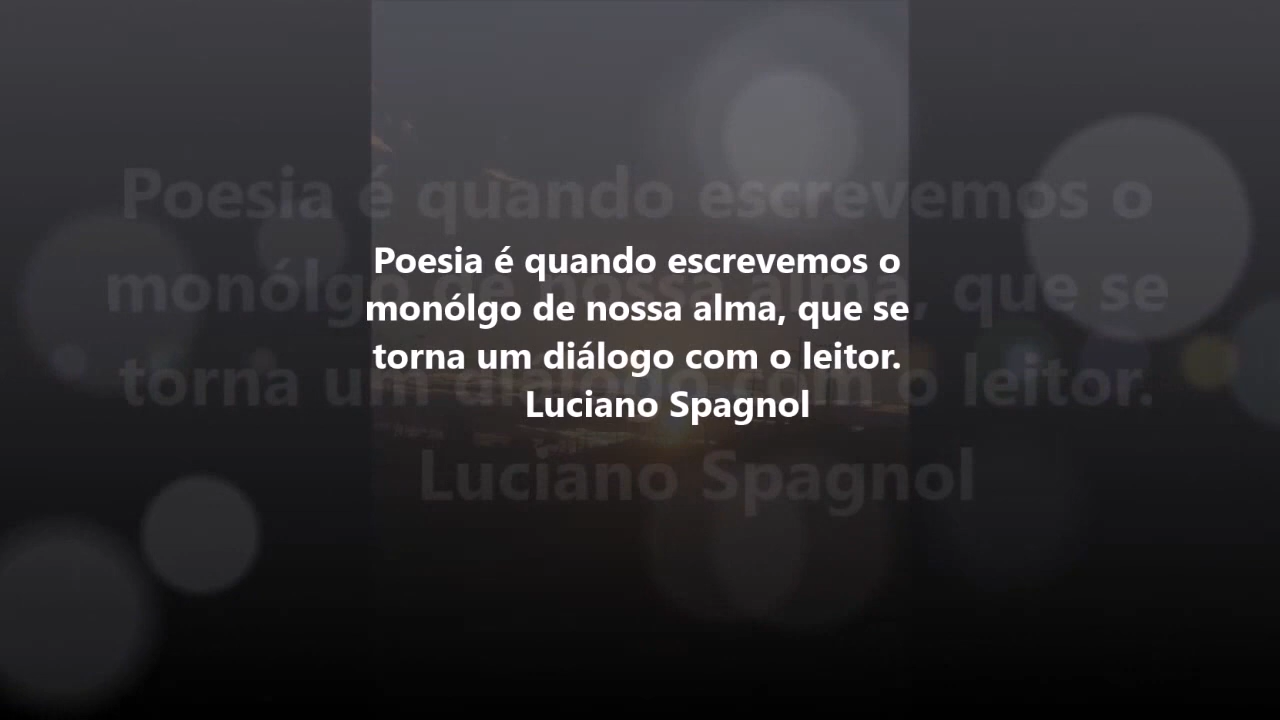 Poesia é quando escrevemos o
monólgo de nossa alma, que se
torna um diálogo com o leitor.
Luciano Spagnol